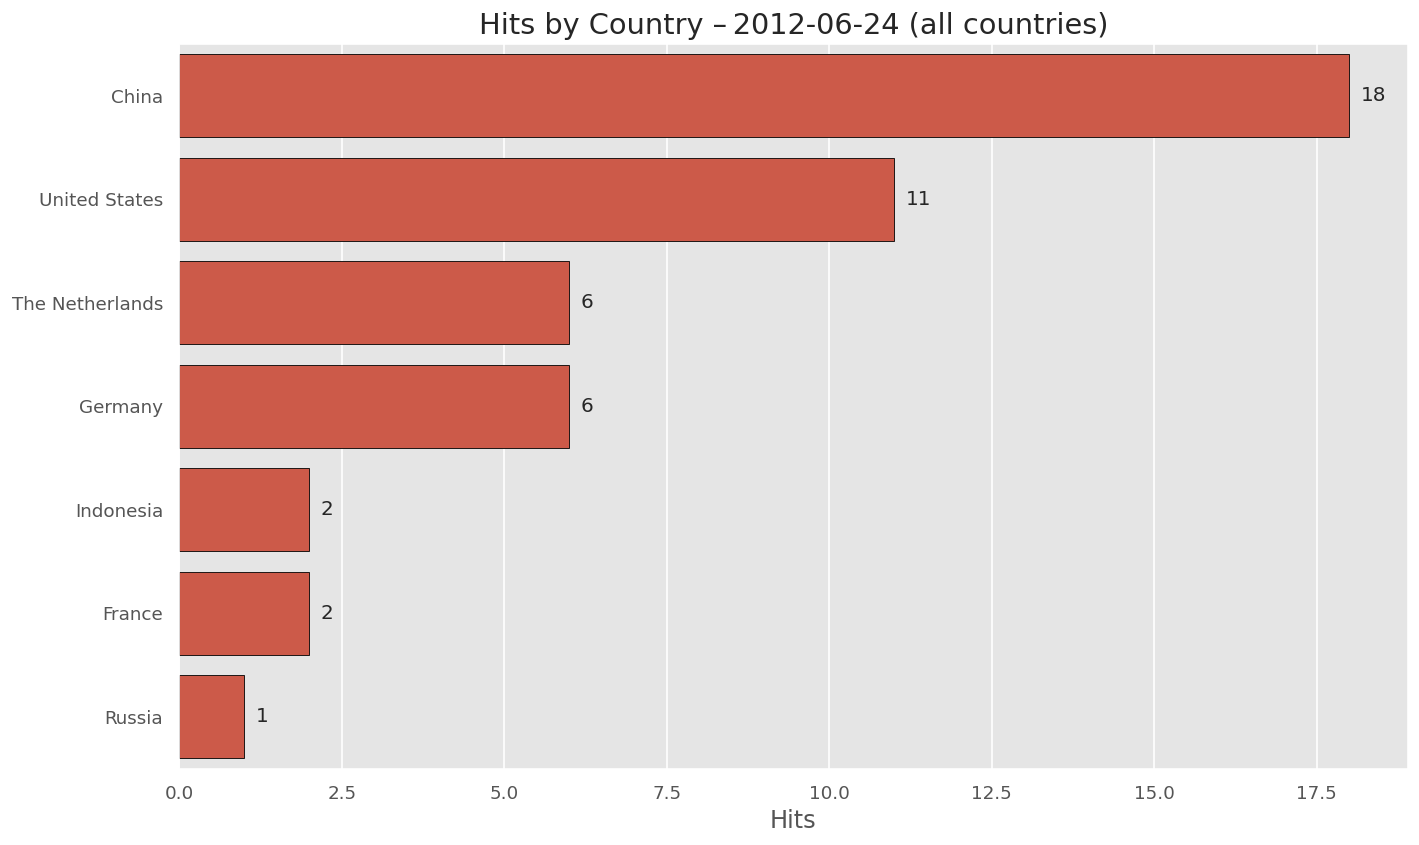 Hits by Country – 2012-06-24 (all countries)
China 18
United States 11
The Netherlands 6
Germany 6
Indonesia 2
France 2
Russia 1
0.0 2.5 5.0 7.5 10.0 12.5 15.0 17.5
Hits